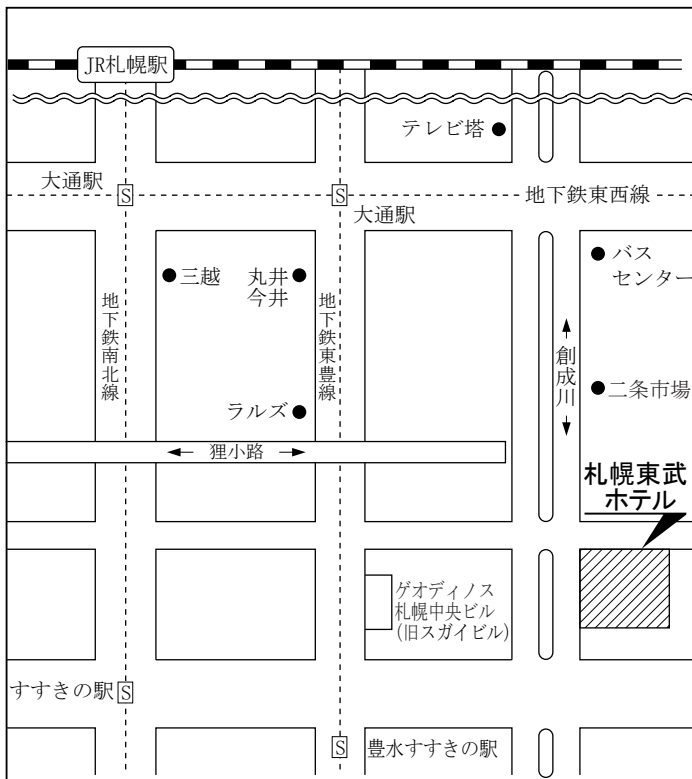 JR札幌駅
テレビ塔
大通駅
S
S
地下鉄東西線
大通駅
バス
センター
三越
丸井
今井
地下鉄南北線
地下鉄東豊線
創成川
二条市場
ラルズ
狸小路
札幌東武
ホテル
ゲオディノス
札幌中央ビル
(旧スガイビル)
すすきの駅
S
S
豊水すすきの駅